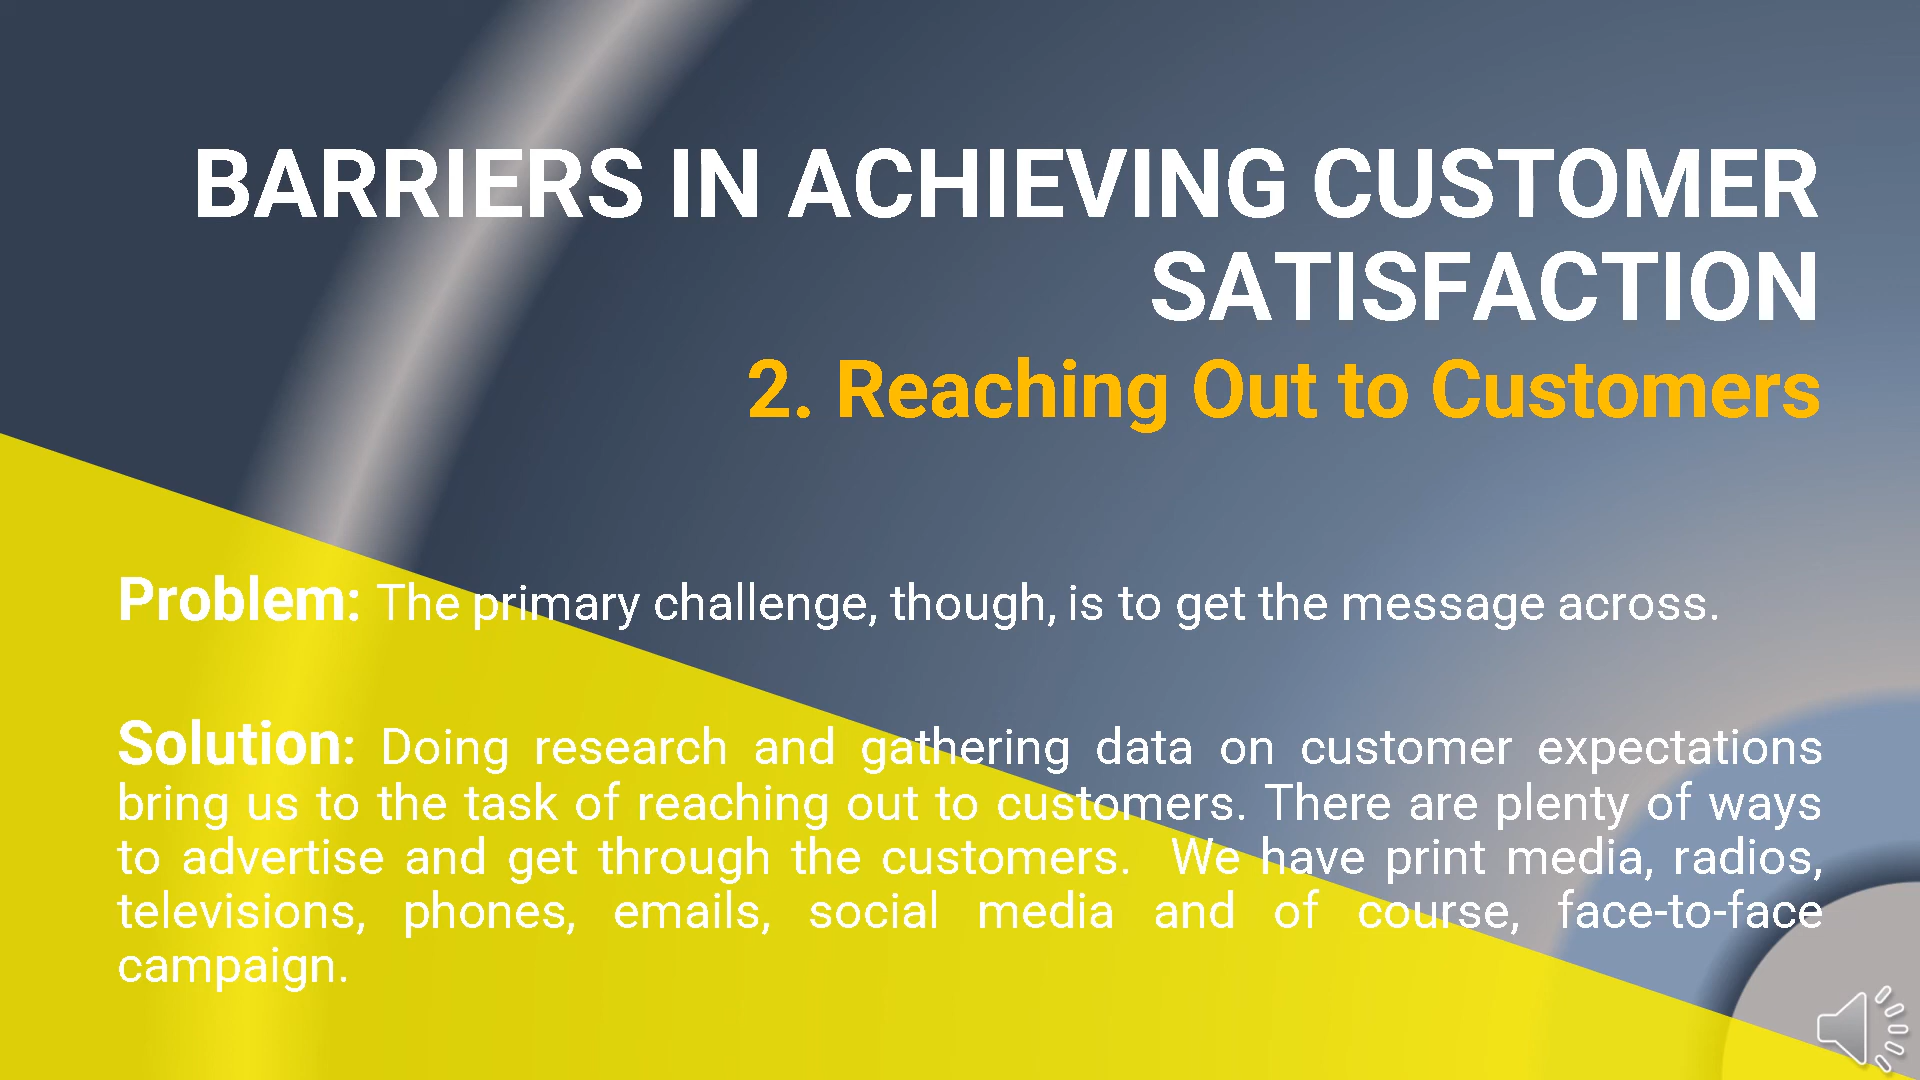 BARRIERS IN ACHIEVING CUSTOMER
SATISFACTION
2. Reaching Out to Customers
Problem: The primary challenge, though, is to get the message across.
Solution: Doing research and gathering data on customer expectations
bring us to the task of reaching out to customers. There are plenty of ways
to advertise and get through the customers. We have print media, radios,
televisions, phones, emails, social media and of course, face-to-face
campaign.